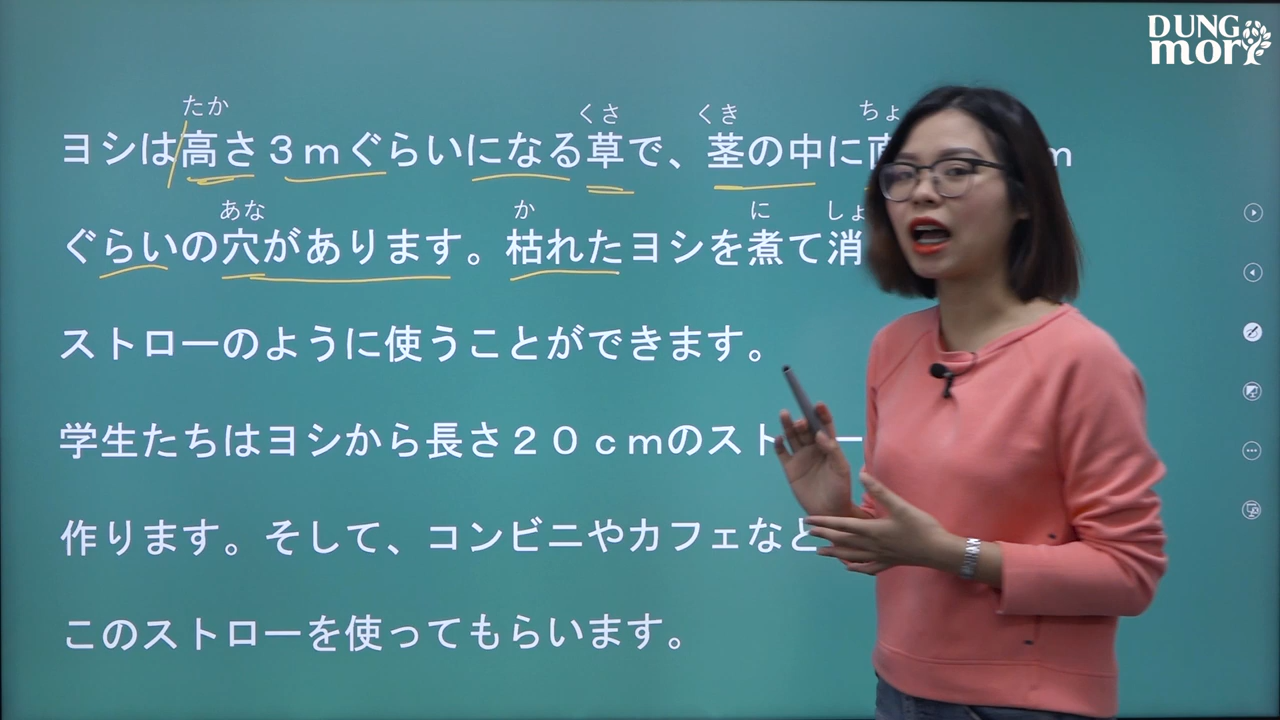 DUNG
mori
たか くさ くき ちょ
ヨシは高さ３ｍぐらいになる草で、茎の中に直 m
あな か に しょ
ぐらいの穴があります。枯れたヨシを煮て消
ストローのように使うことができます。
学生たちはヨシから長さ２０ｃｍのストロー
作ります。そして、コンビニやカフェなど
このストローを使ってもらいます。